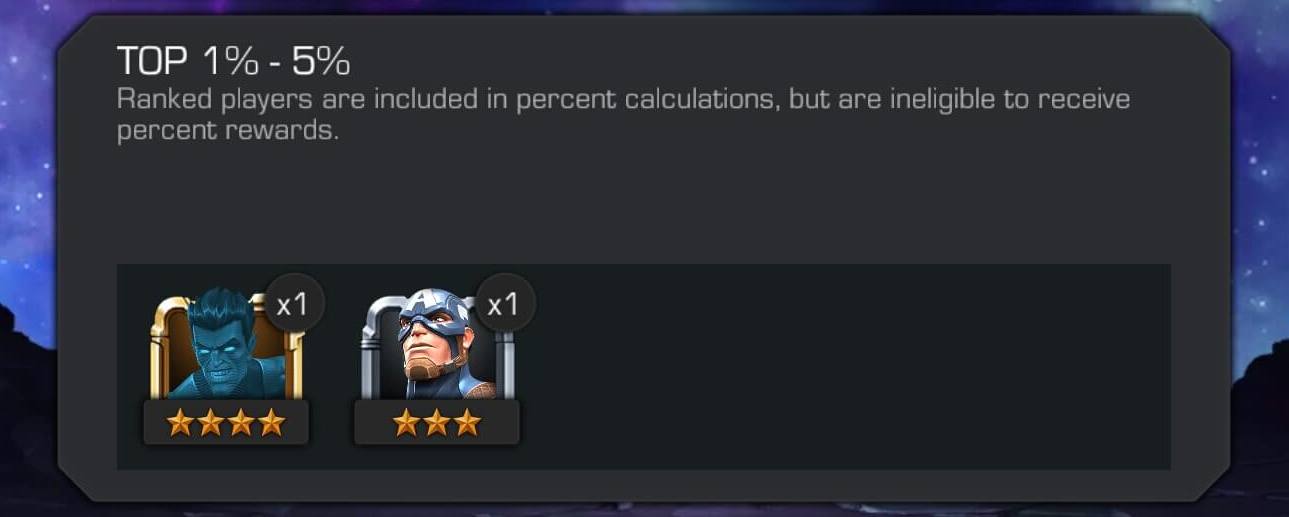 TOP 1% - 5%
Ranked players are included in percent calculations, but are ineligible to receive
percent rewards.
x1 x1